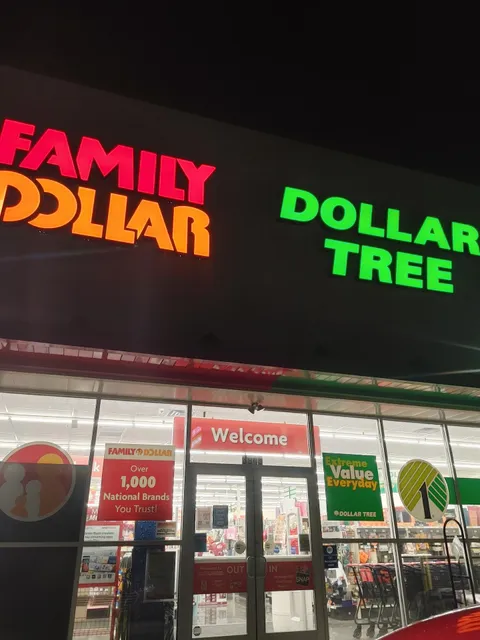 FAMILY
DOLLAR
DOLLAR
TREE
Welcome
FAMILY DOLLAR
Over
1,000
National Brands
You Trust!
Extreme
Value
Everyday
DOLLAR TREE
1
OUT
IN
SNAP